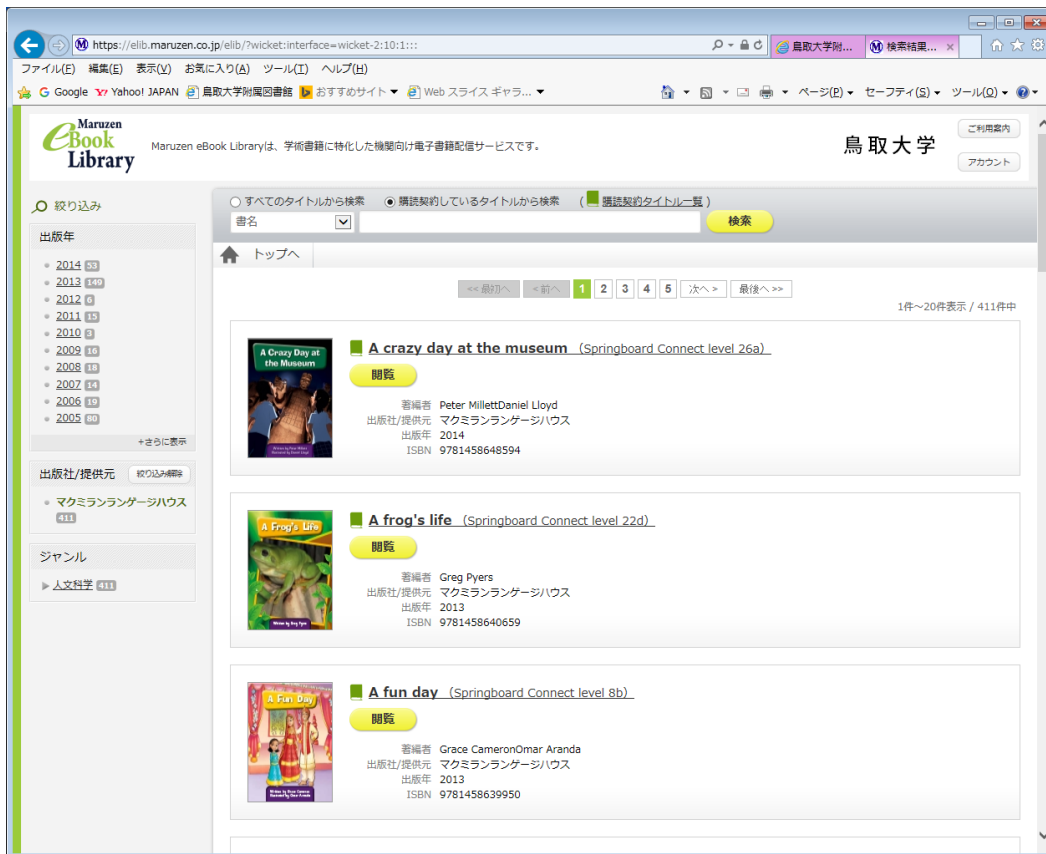 https://elib.maruzen.co.jp/elib/?wicket:interface=wicket-2:10:1:::
鳥取大学附...
検索結果...
ファイル(F) 編集(E) 表示(V) お気に入り(A) ツール(T) ヘルプ(H)
Google Yahoo! JAPAN 鳥取大学附属図書館 おすすめサイト ▼ Web スライス ギャラ... ▼
ページ(P) ▼ セーフティ(S) ▼ ツール(O) ▼
Maruzen
eBook
Library
Maruzen eBook Libraryは、学術書籍に特化した機関向け電子書籍配信サービスです。
鳥取大学
ご利用案内
アカウント
絞り込み
出版年
2014 53
2013 149
2012 6
2011 15
2010 3
2009 16
2008 18
2007 14
2006 19
2005
+さらに表示
出版社/提供元 絞り込み解除
マクミランランゲージハウス
411
ジャンル
人文科学 411
すべてのタイトルから検索 購読契約しているタイトルから検索 ( 購読契約タイトル一覧 )
書名
検索
トップへ
<< 最初へ < 前へ 1 2 3 4 5 次へ > 最後へ >>
1件～20件表示 / 411件中
A Crazy Day at
the Museum
A crazy day at the museum (Springboard Connect level 26a)
閲覧
著編者 Peter MillettDaniel Lloyd
出版社/提供元 マクミランランゲージハウス
出版年 2014
ISBN 9781458648594
A Frog's Life
Written by Greg Pyers
A frog's life (Springboard Connect level 22d)
閲覧
著編者 Greg Pyers
出版社/提供元 マクミランランゲージハウス
出版年 2013
ISBN 9781458640659
A Fun Day
A fun day (Springboard Connect level 8b)
閲覧
著編者 Grace CameronOmar Aranda
出版社/提供元 マクミランランゲージハウス
出版年 2013
ISBN 9781458639950